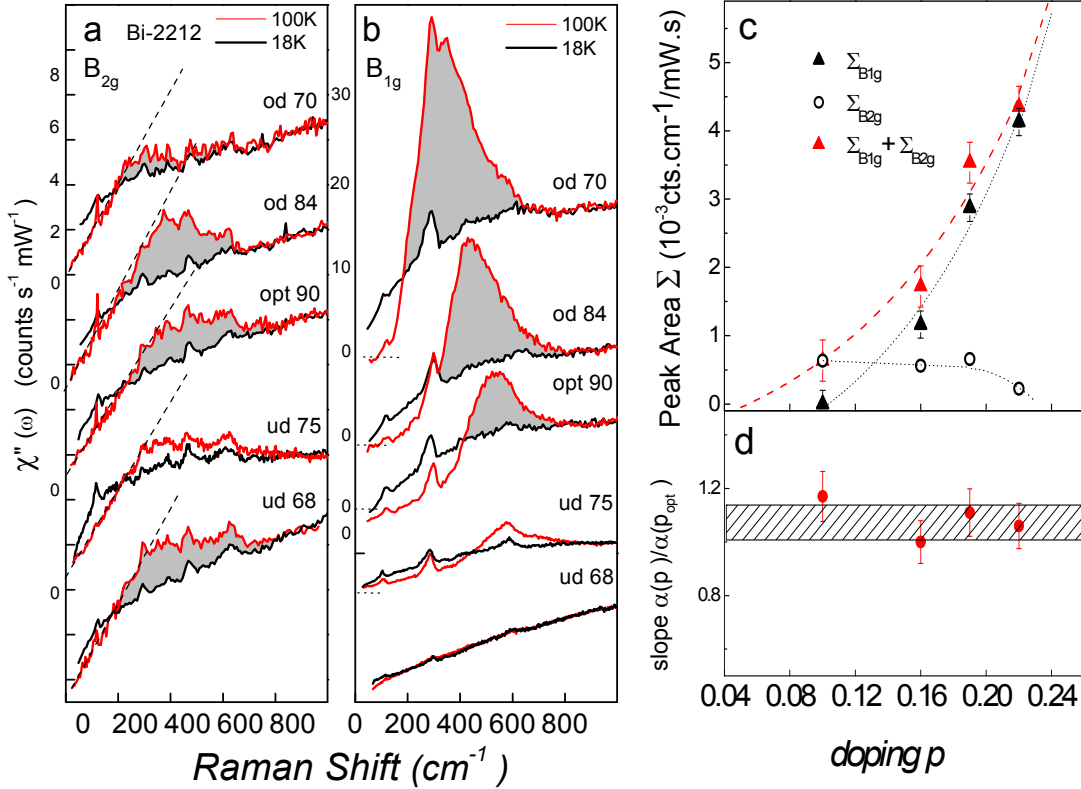 a Bi-2212
100K
18K
B2g
8
6
4
2
0
0
0
0
od 70
od 84
opt 90
ud 75
ud 68
χ'' (ω) (counts s-1 mW-1)
0 200 400 600 800
b
100K
18K
B1g
30
20
10
0
0
0
0
od 70
od 84
opt 90
ud 75
ud 68
0 200 400 600 800
Raman Shift (cm-1 )
c
ΣB1g
ΣB2g
ΣB1g + ΣB2g
Peak Area Σ (10-3cts.cm-1/mW.s)
5
4
3
2
1
0
d
slope α(p )/α(popt)
1.2
0.8
0.04 0.08 0.12 0.16 0.20 0.24
doping p